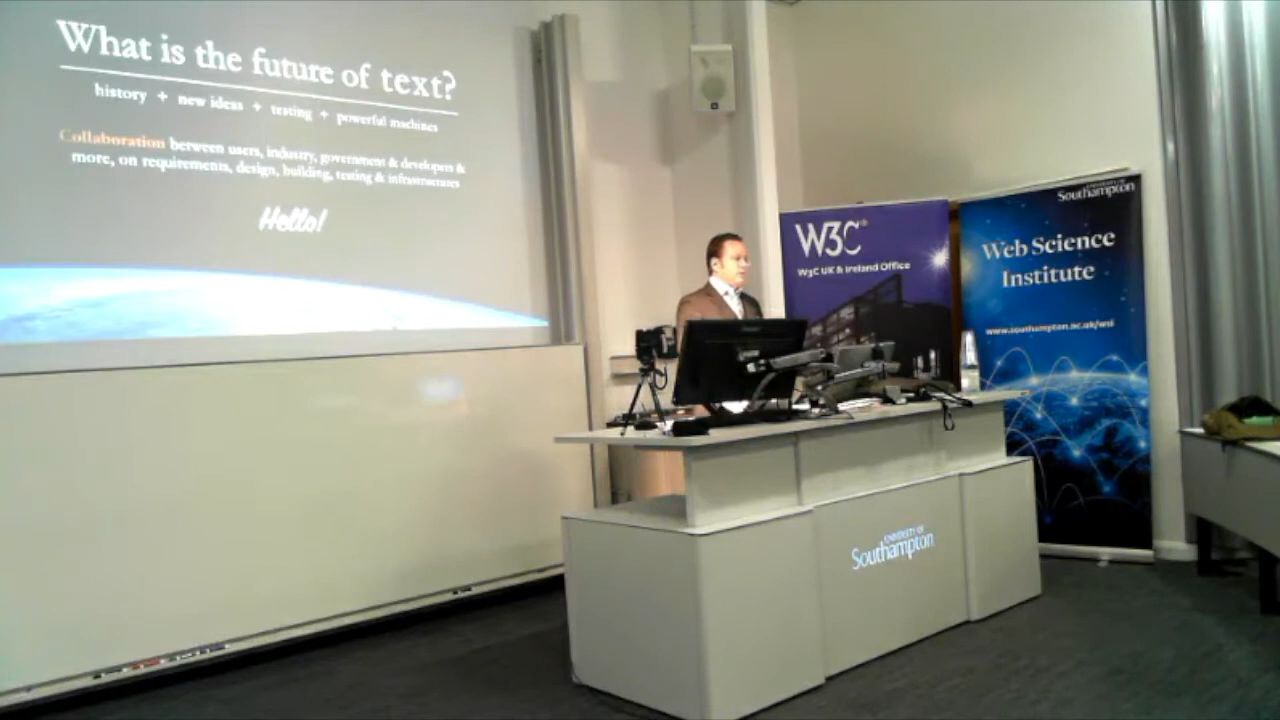 What is the future of text?
history + new ideas + testing + powerful machines
Collaboration between users, industry, government & developers &
more, on requirements, design, building, testing & infrastructures
Hello!
W3C®
W3C UK & Ireland Office
UNIVERSITY OF
Southampton
Web Science
Institute
www.southampton.ac.uk/wsi
UNIVERSITY OF
Southampton